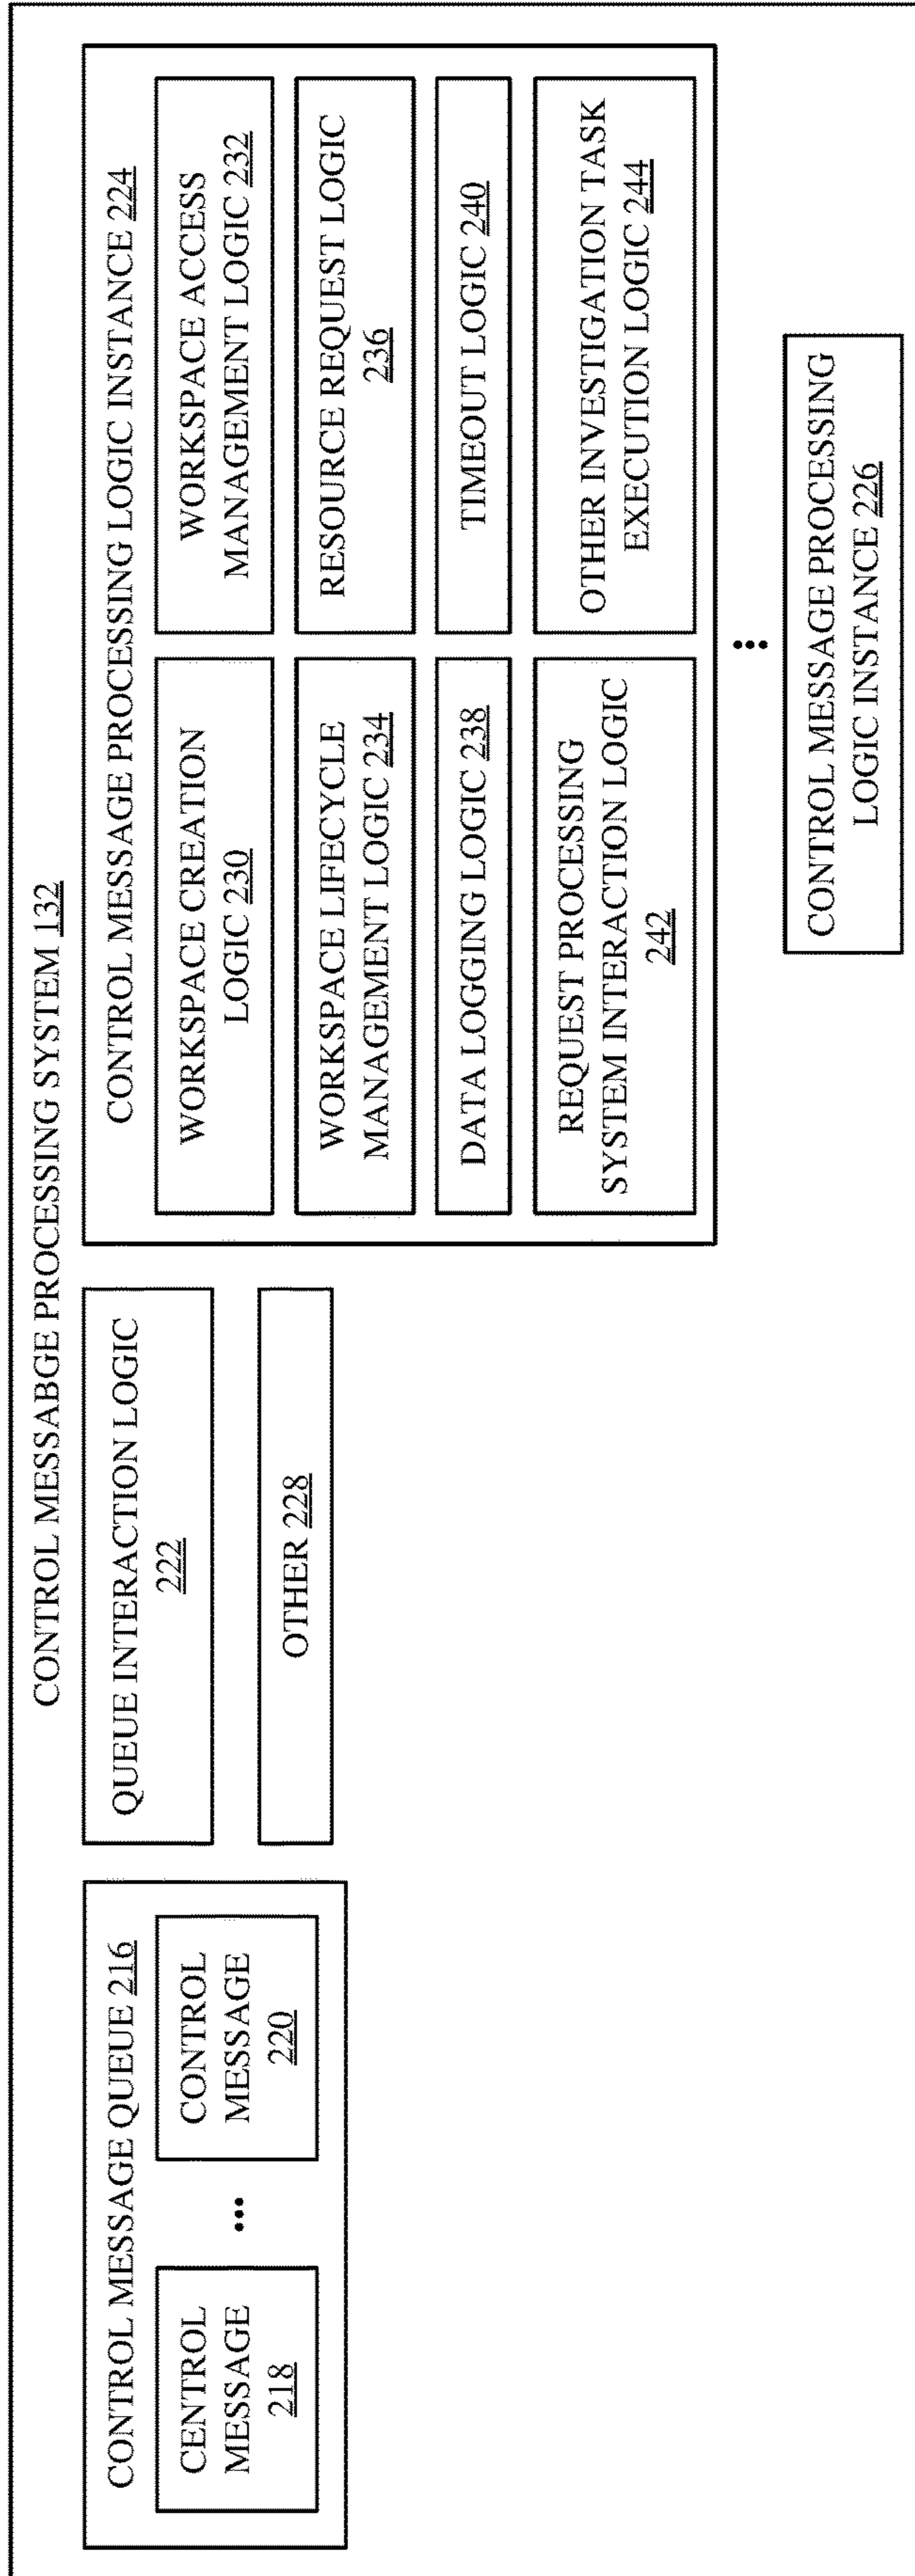 CONTROL MESSABGE PROCESSING SYSTEM 132
CONTROL MESSAGE QUEUE 216
CENTROL
MESSAGE
218
•••
CONTROL
MESSAGE
220
QUEUE INTERACTION LOGIC
222
OTHER 228
CONTROL MESSAGE PROCESSING LOGIC INSTANCE 224
WORKSPACE CREATION
LOGIC 230
WORKSPACE ACCESS
MANAGEMENT LOGIC 232
WORKSPACE LIFECYCLE
MANAGEMENT LOGIC 234
RESOURCE REQUEST LOGIC
236
DATA LOGGING LOGIC 238
TIMEOUT LOGIC 240
REQUEST PROCESSING
SYSTEM INTERACTION LOGIC
242
OTHER INVESTIGATION TASK
EXECUTION LOGIC 244
•••
CONTROL MESSAGE PROCESSING
LOGIC INSTANCE 226